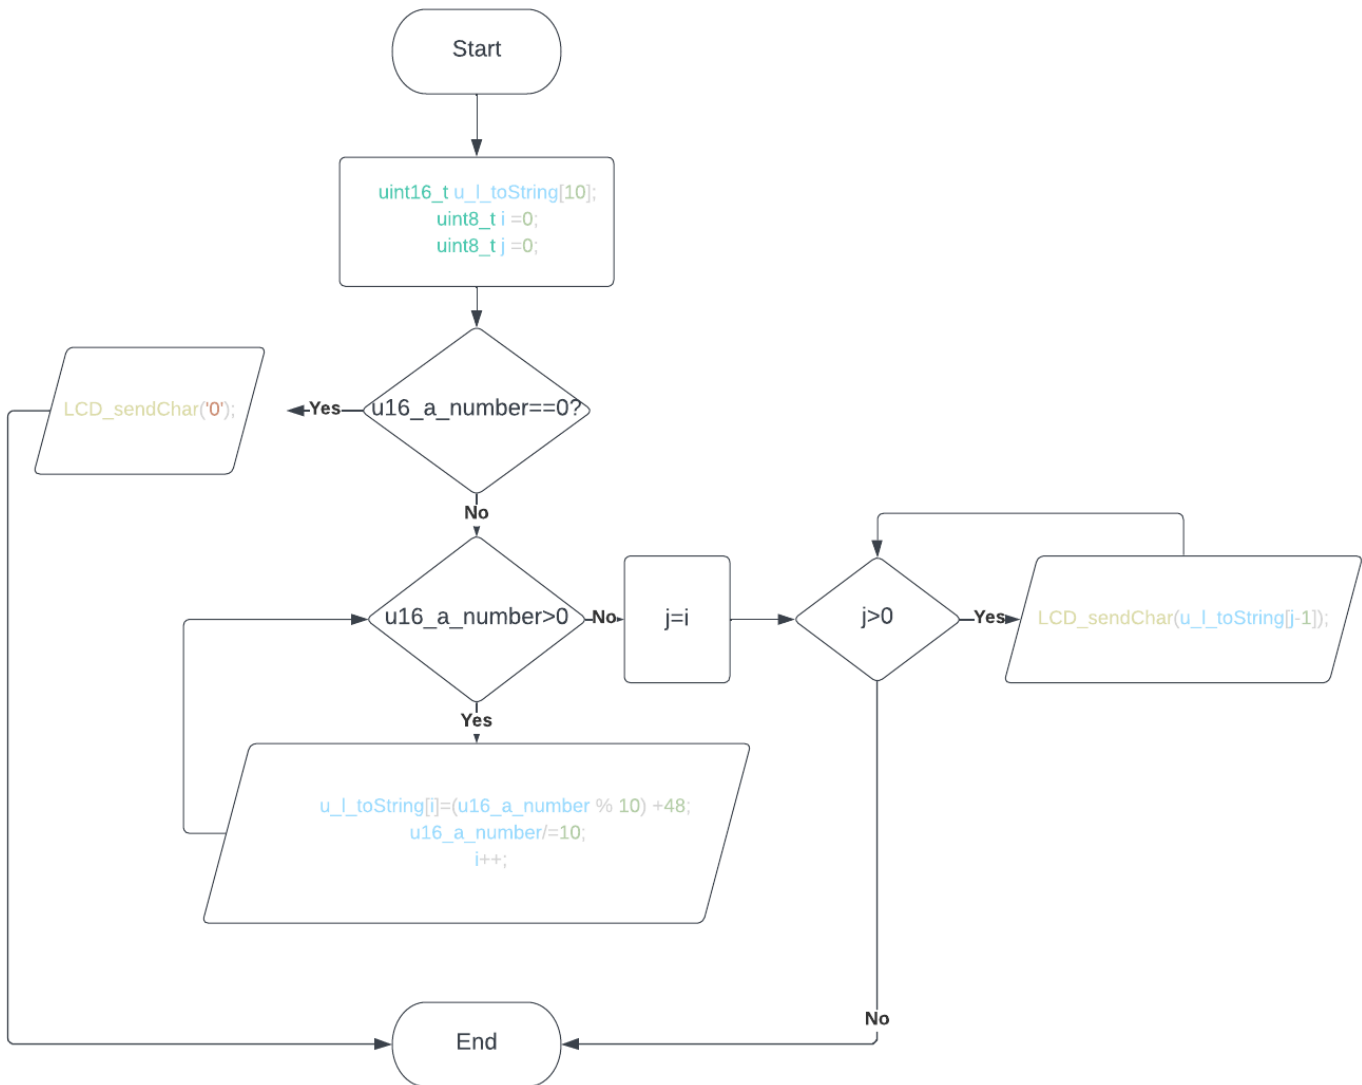 Start
uint16_t u_l_toString[10];
uint8_t i =0;
uint8_t j =0;
LCD_sendChar('0');
Yes
u16_a_number==0?
No
u16_a_number>0
No
j=i
j>0
Yes
LCD_sendChar(u_l_toString[j-1]);
Yes
u_l_toString[i]=(u16_a_number % 10) +48;
u16_a_number/=10;
i++;
No
End